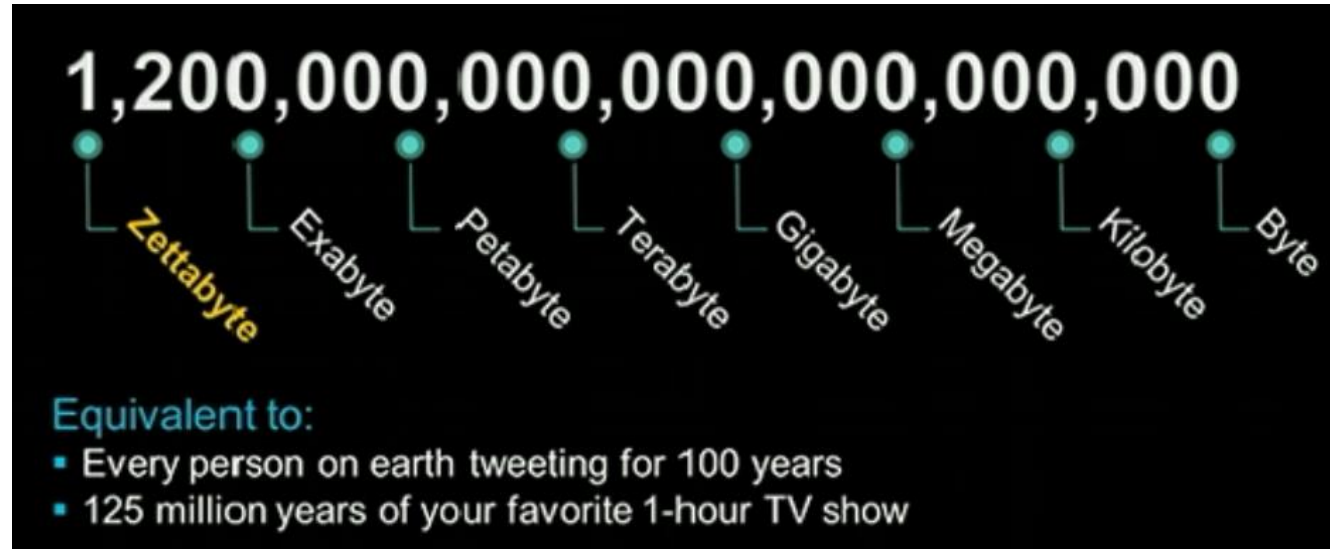 1,200,000,000,000,000,000,000
Zettabyte
Exabyte
Petabyte
Terabyte
Gigabyte
Megabyte
Kilobyte
Byte
Equivalent to:
▪ Every person on earth tweeting for 100 years
▪ 125 million years of your favorite 1-hour TV show